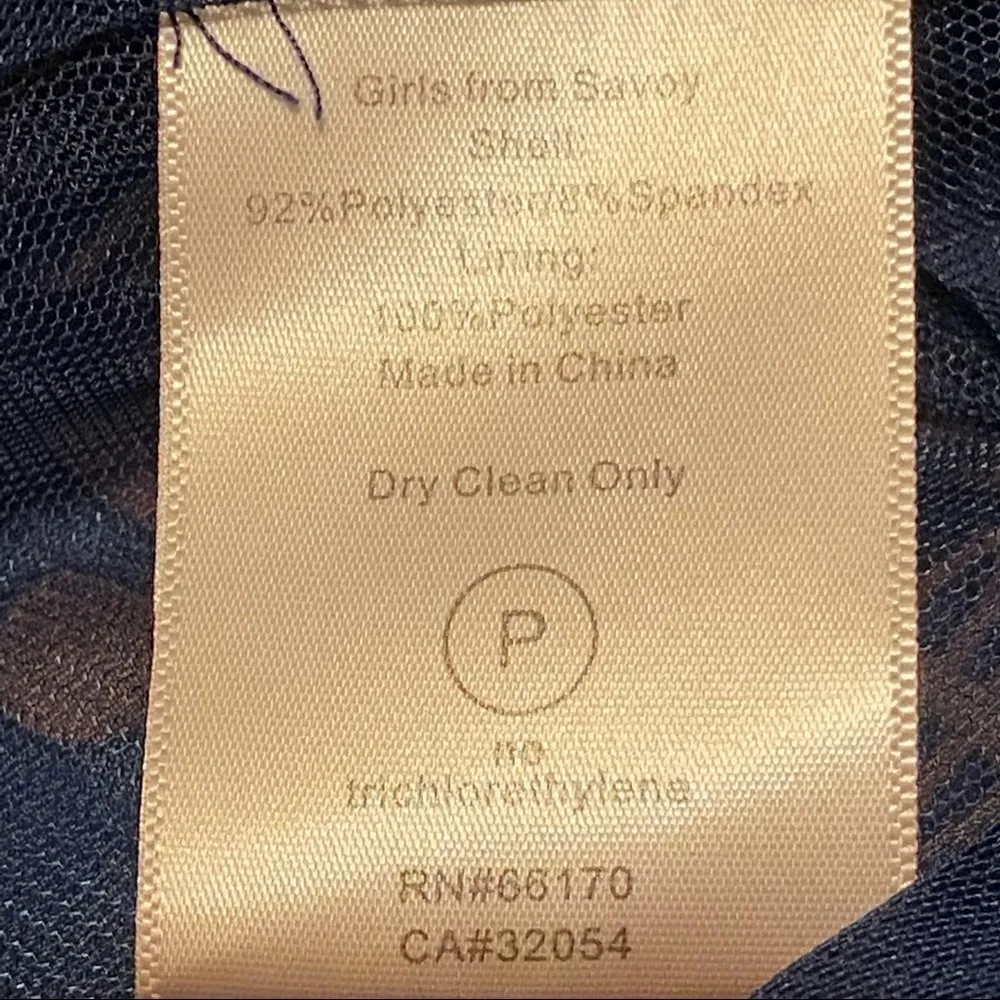 Girls from Savoy
Shell:
92%Polyester/8%Spandex
Lining:
100%Polyester
Made in China
Dry Clean Only
P
no
trichlorethylene
RN#66170
CA#32054